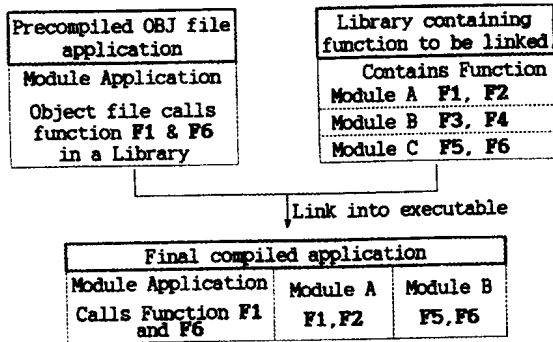 Precompiled OBJ file
application
Module Application
Object file calls
function F1 & F6
in a Library
Library containing
function to be linked
Contains Function
Module A F1, F2
Module B F3, F4
Module C F5, F6
Link into executable
Final compiled application
Module Application
Calls Function F1
and F6
Module A
F1,F2
Module B
F5,F6